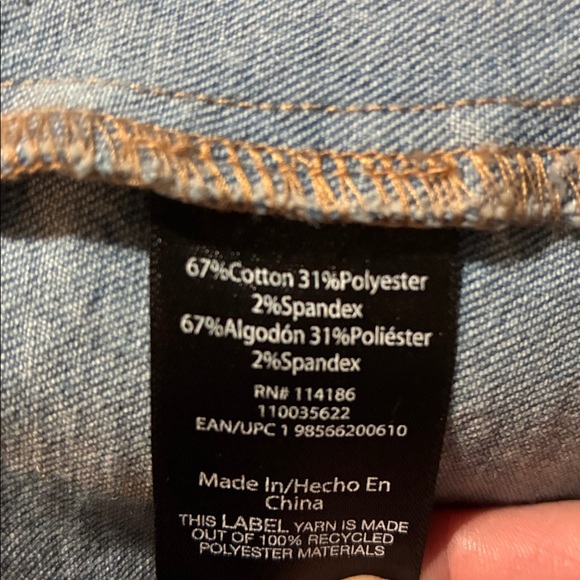 67%Cotton 31%Polyester
2%Spandex
67%Algodón 31%Poliéster
2%Spandex
RN# 114186
110035622
EAN/UPC 1 98566200610
Made In/Hecho En
China
THIS LABEL YARN IS MADE
OUT OF 100% RECYCLED
POLYESTER MATERIALS